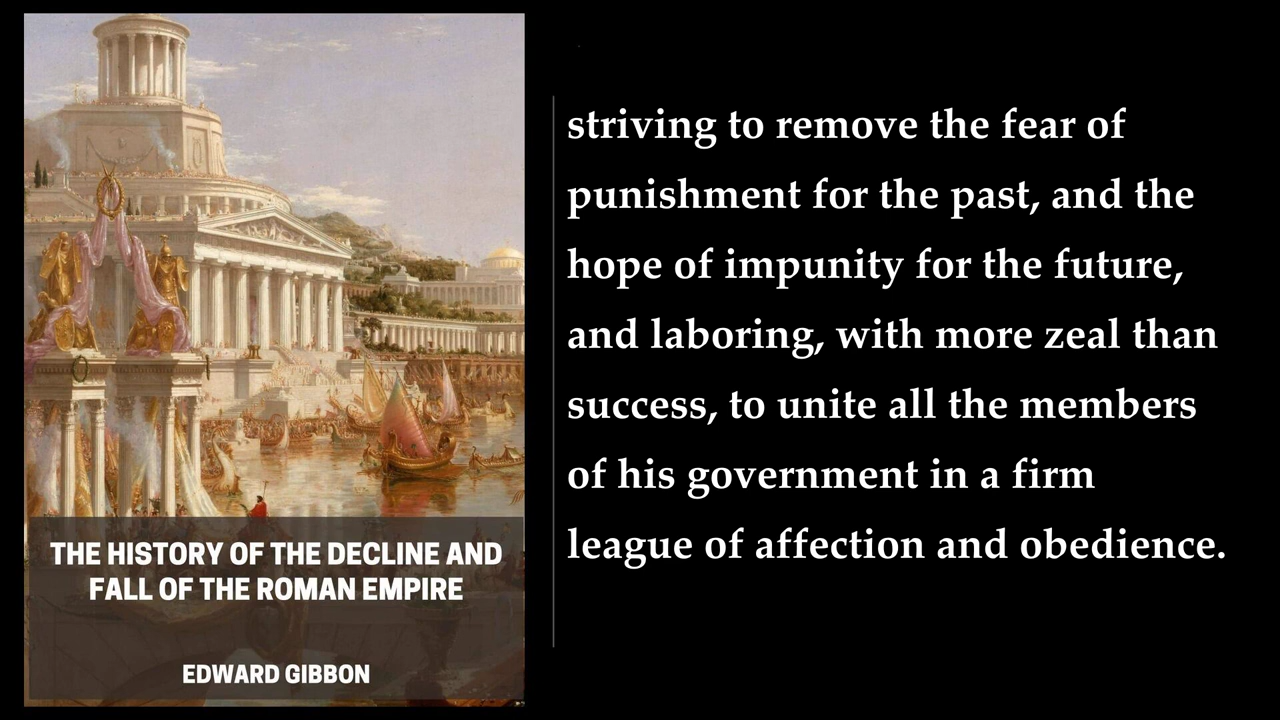 THE HISTORY OF THE DECLINE AND
FALL OF THE ROMAN EMPIRE
EDWARD GIBBON
striving to remove the fear of
punishment for the past, and the
hope of impunity for the future,
and laboring, with more zeal than
success, to unite all the members
of his government in a firm
league of affection and obedience.